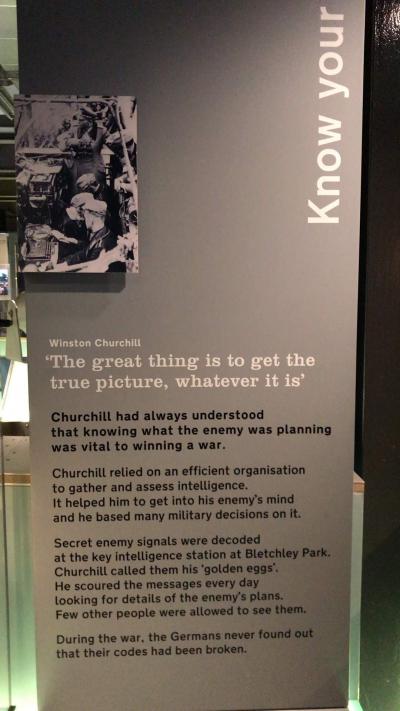 Know your
Winston Churchill
‘The great thing is to get the
true picture, whatever it is’
Churchill had always understood
that knowing what the enemy was planning
was vital to winning a war.
Churchill relied on an efficient organisation
to gather and assess intelligence.
It helped him to get into his enemy’s mind
and he based many military decisions on it.
Secret enemy signals were decoded
at the key intelligence station at Bletchley Park.
Churchill called them his ‘golden eggs’.
He scoured the messages every day
looking for details of the enemy’s plans.
Few other people were allowed to see them.
During the war, the Germans never found out
that their codes had been broken.